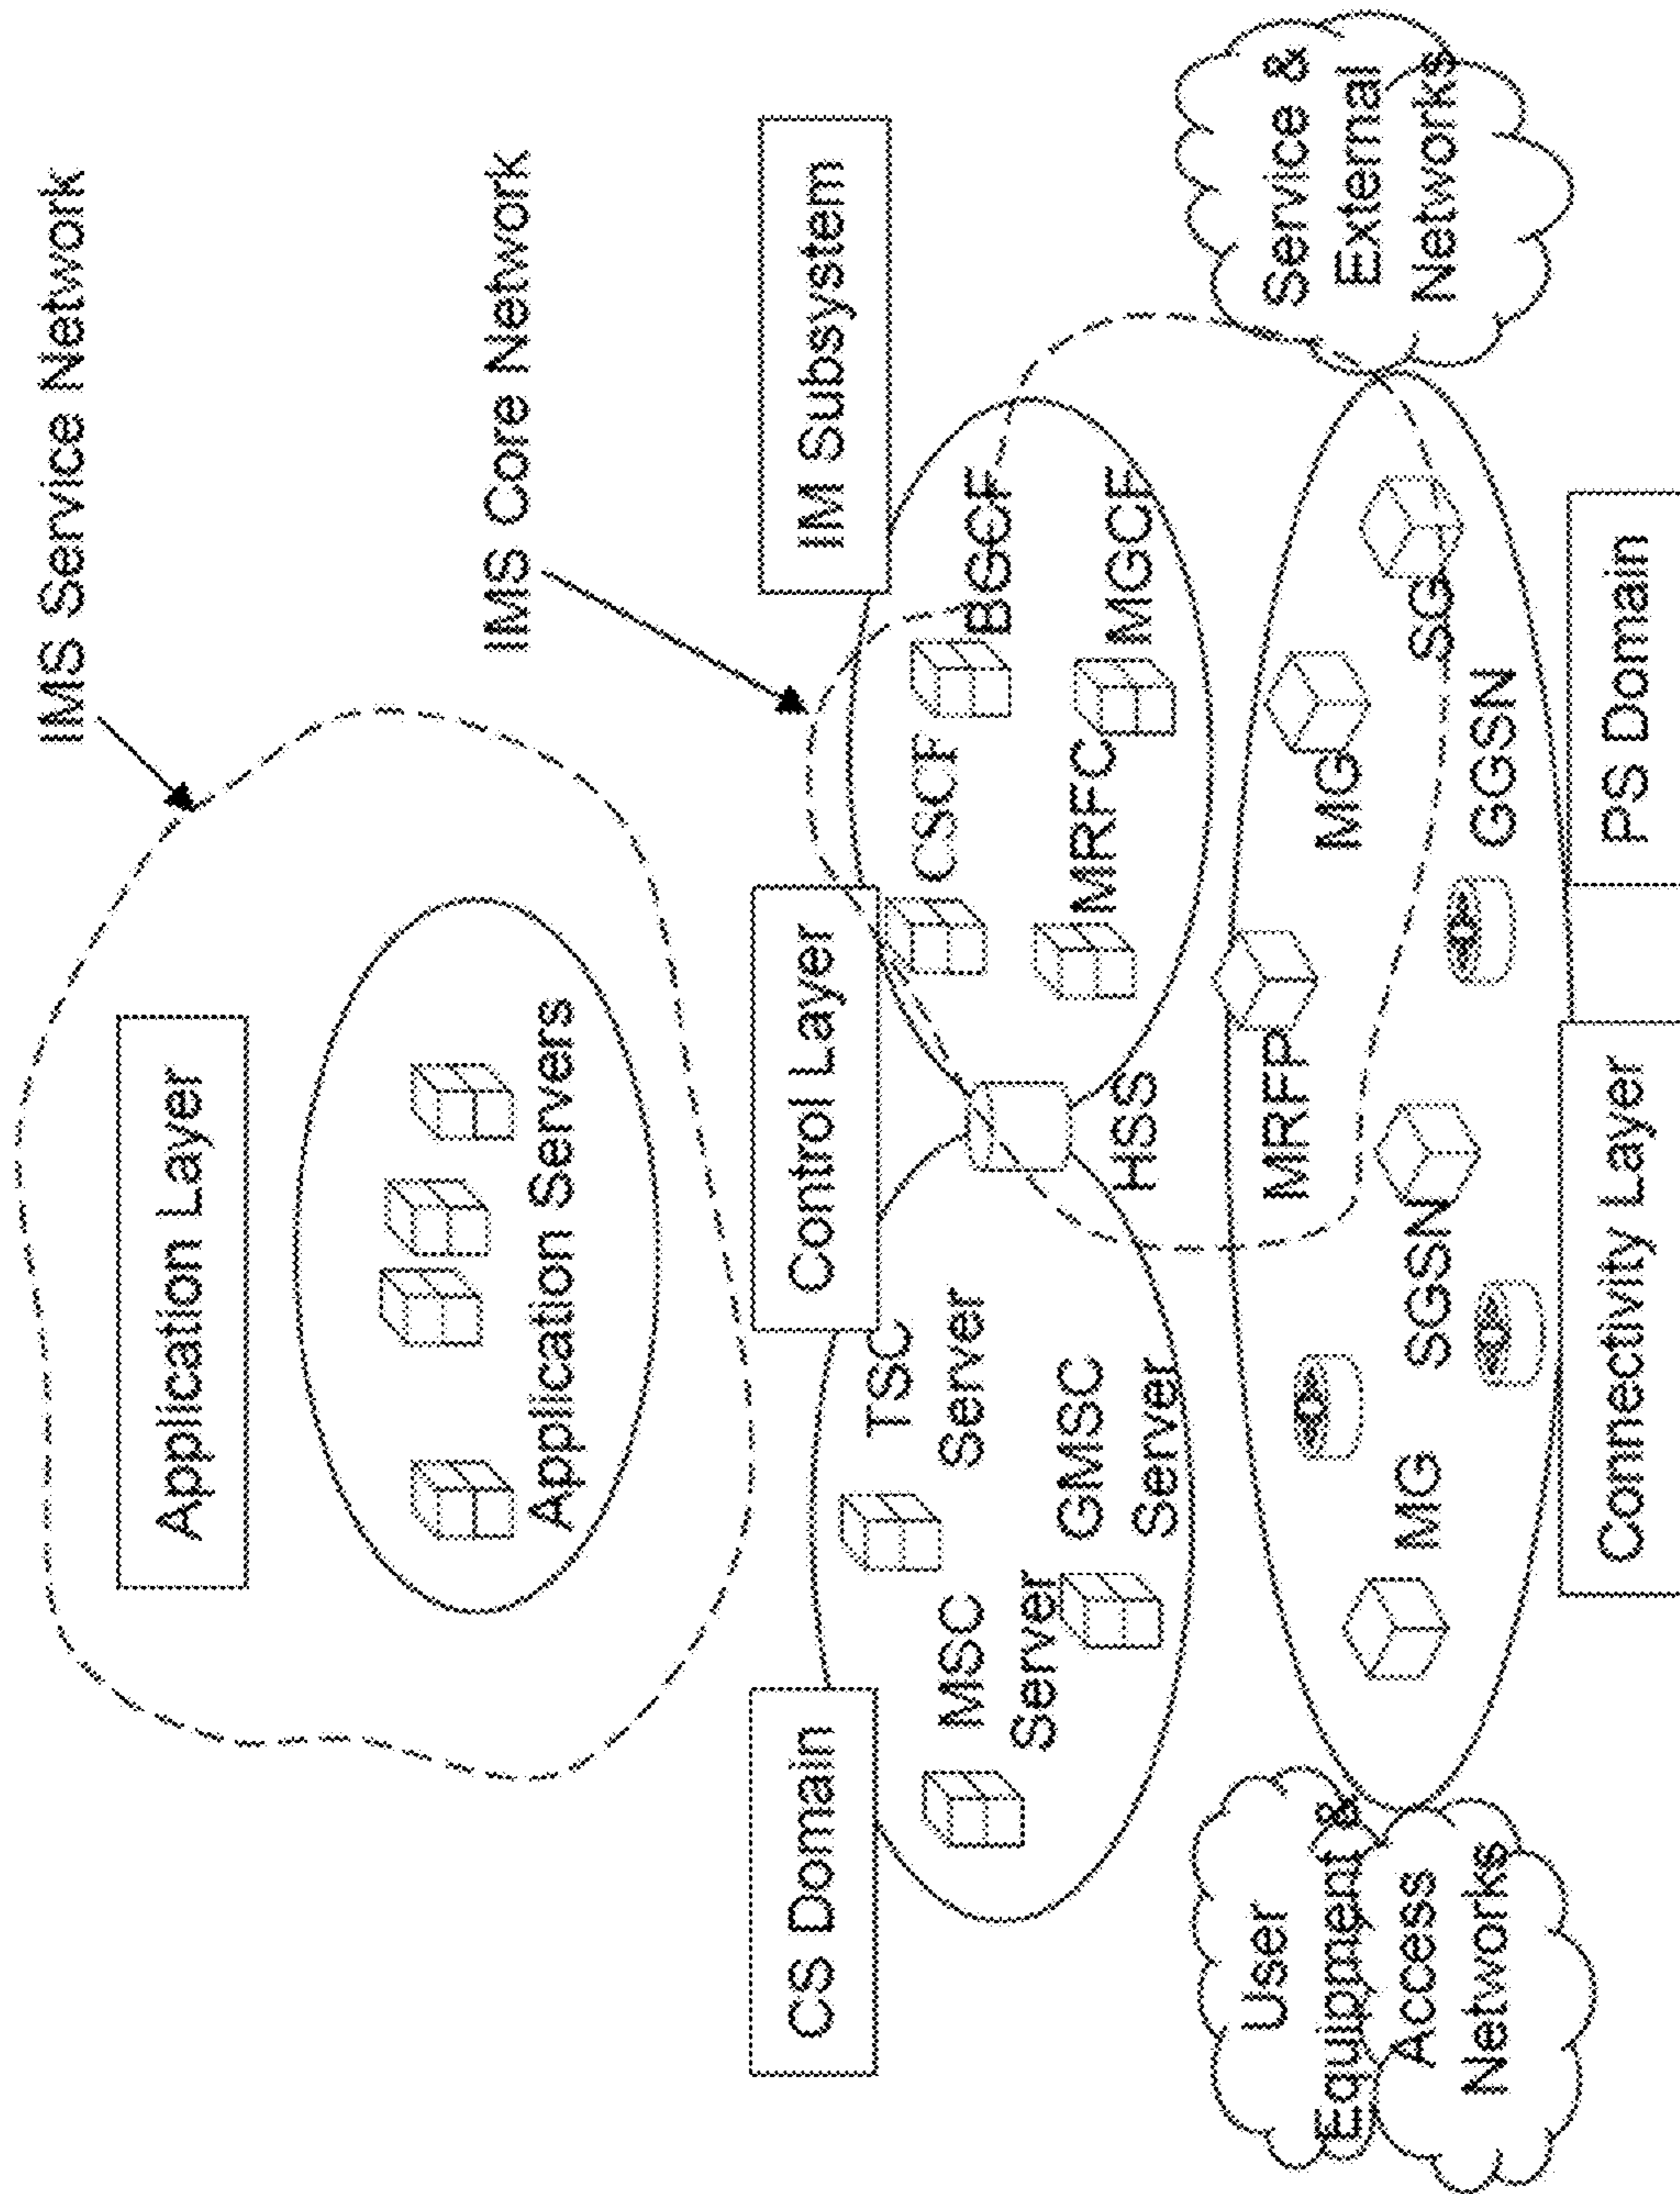 IMS Service Network
Application Layer
Application Servers
IMS Core Network
CS Domain
Control Layer
IM Subsystem
TSC
Server
MSC
Server
GMSC
Server
HSS
CSCF
BGCF
MRFC
MGCF
MRFP
MG
SG
MG
SGSN
GGSN
User
Equipment &
Access
Networks
Service &
External
Networks
Connectivity Layer
PS Domain